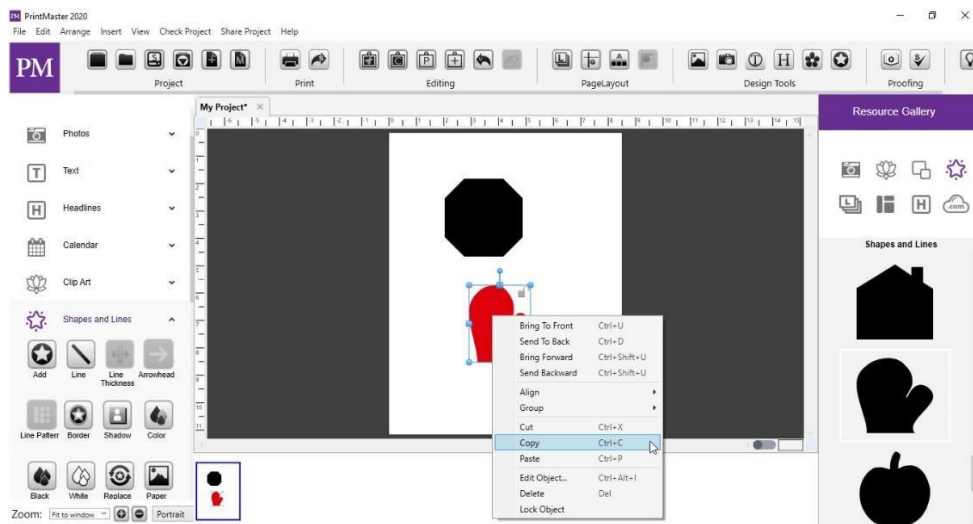 PM PrintMaster 2020
File Edit Arrange Insert View Check Project Share Project Help
PM
Project Print Editing PageLayout Design Tools Proofing
My Project*
Photos
Text
Headlines
Calendar
Clip Art
Shapes and Lines
Add Line Line Thickness Arrowhead
Line Pattern Border Shadow Color
Black White Replace Paper
Zoom: Fit to window Portrait
Bring To Front Ctrl+U
Send To Back Ctrl+D
Bring Forward Ctrl+Shift+U
Send Backward Ctrl+Shift+U
Align
Group
Cut Ctrl+X
Copy Ctrl+C
Paste Ctrl+P
Edit Object... Ctrl+Alt+I
Delete Del
Lock Object
Resource Gallery
.com
Shapes and Lines